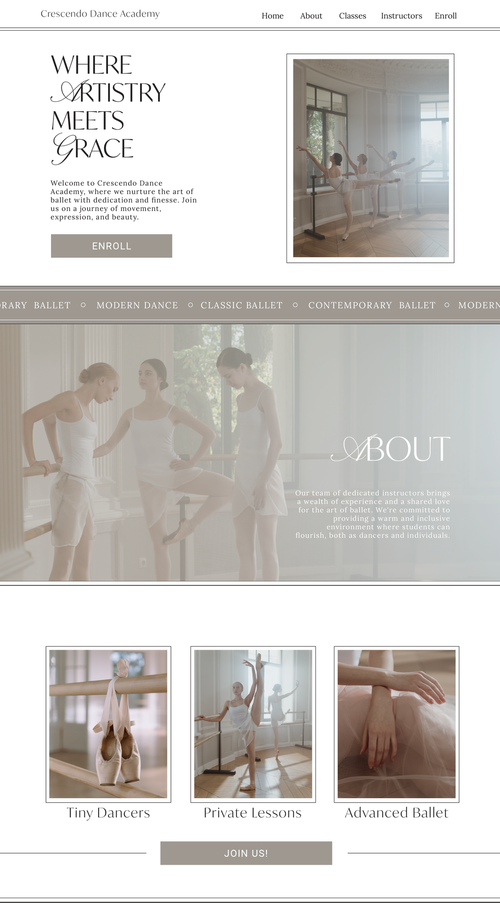 Crescendo Dance Academy
Home About Classes Instructors Enroll
WHERE
ARTISTRY
MEETS
GRACE
Welcome to Crescendo Dance
Academy, where we nurture the art of
ballet with dedication and finesse. Join
us on a journey of movement,
expression, and beauty.
ENROLL
RARY BALLET MODERN DANCE CLASSIC BALLET CONTEMPORARY BALLET MODERN
ABOUT
Our team of dedicated instructors brings
a wealth of experience and a shared love
for the art of ballet. We're committed to
providing a warm and inclusive
environment where students can
flourish, both as dancers and individuals.
Tiny Dancers
Private Lessons
Advanced Ballet
JOIN US!